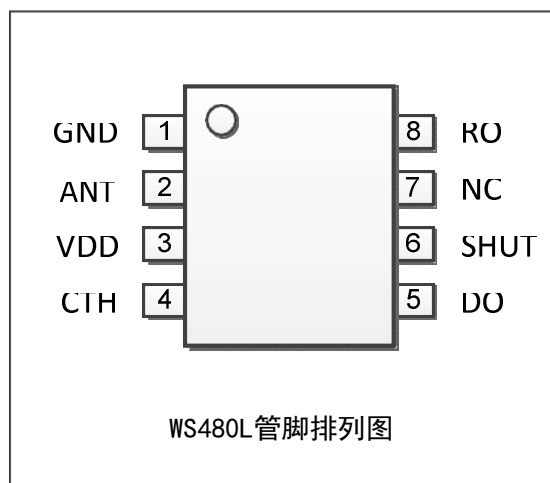 GND 1 8 RO
ANT 2 7 NC
VDD 3 6 SHUT
CTH 4 5 DO
WS480L管脚排列图